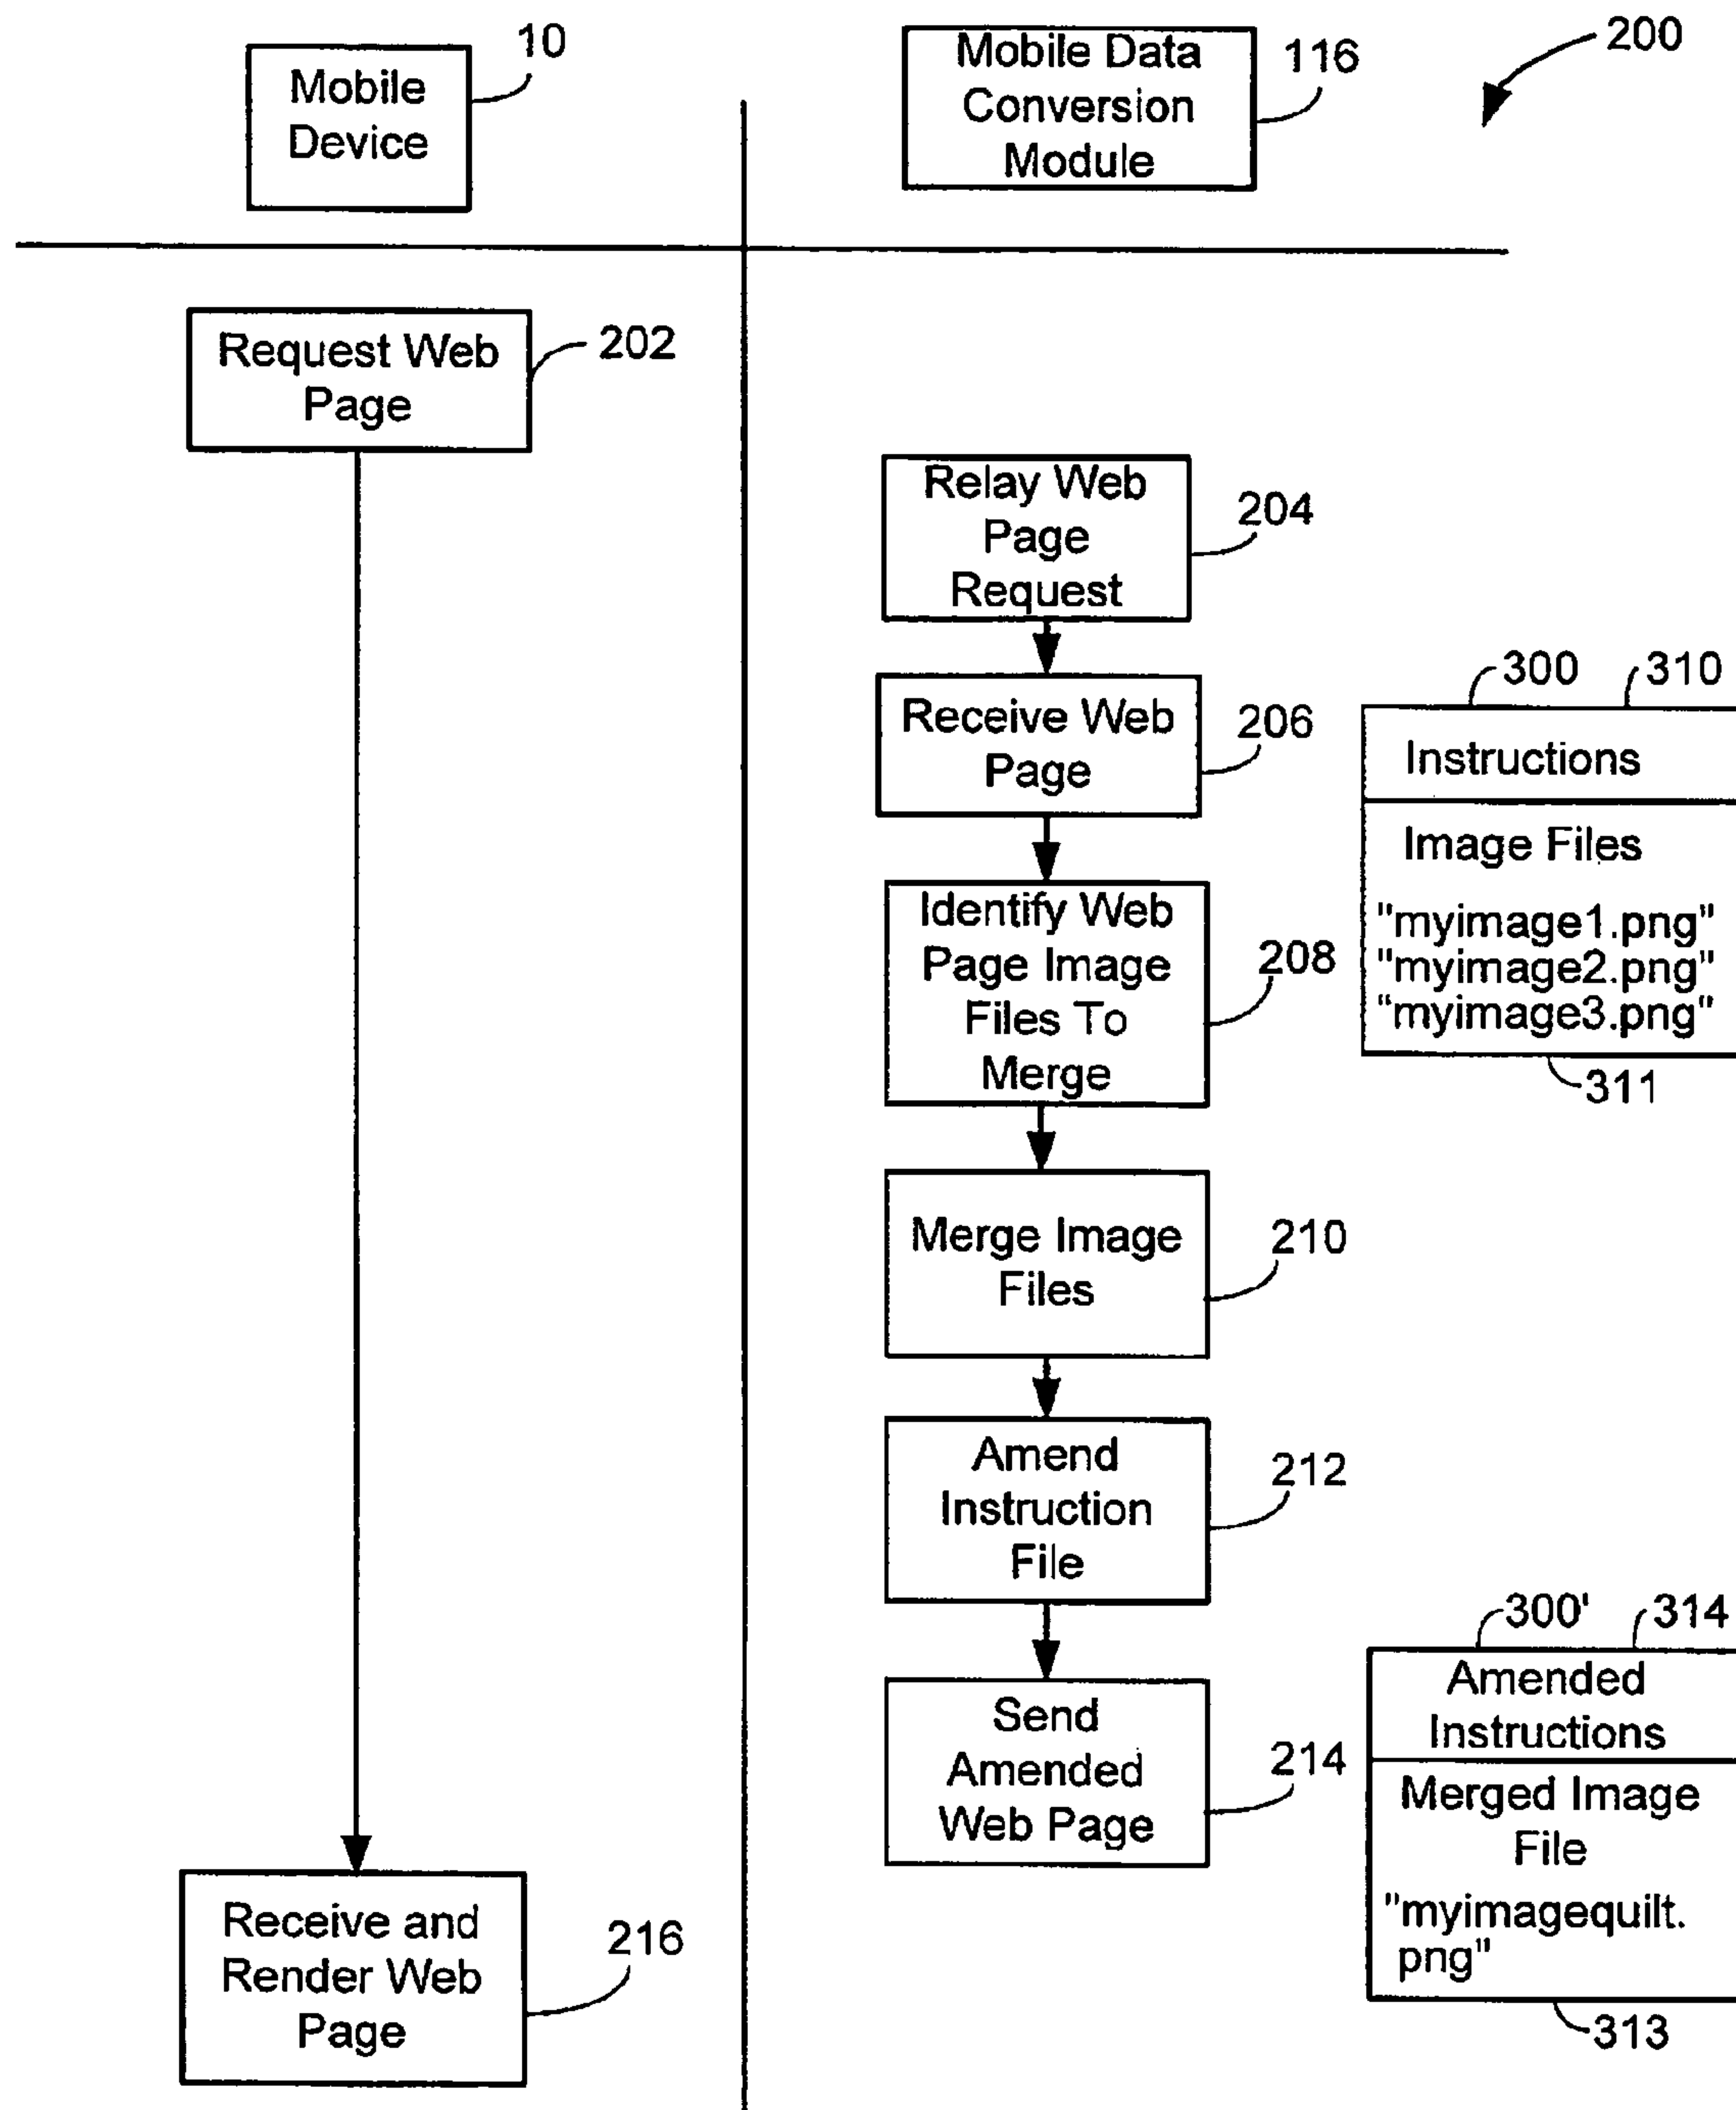 Mobile
Device
10
Mobile Data
Conversion
Module
116
200
Request Web
Page
202
Relay Web
Page
Request
204
Receive Web
Page
206
300
310
Instructions
Image Files
"myimage1.png"
"myimage2.png"
"myimage3.png"
311
Identify Web
Page Image
Files To
Merge
208
Merge Image
Files
210
Amend
Instruction
File
212
Send
Amended
Web Page
214
300'
314
Amended
Instructions
Merged Image
File
"myimagequilt.
png"
313
Receive and
Render Web
Page
216